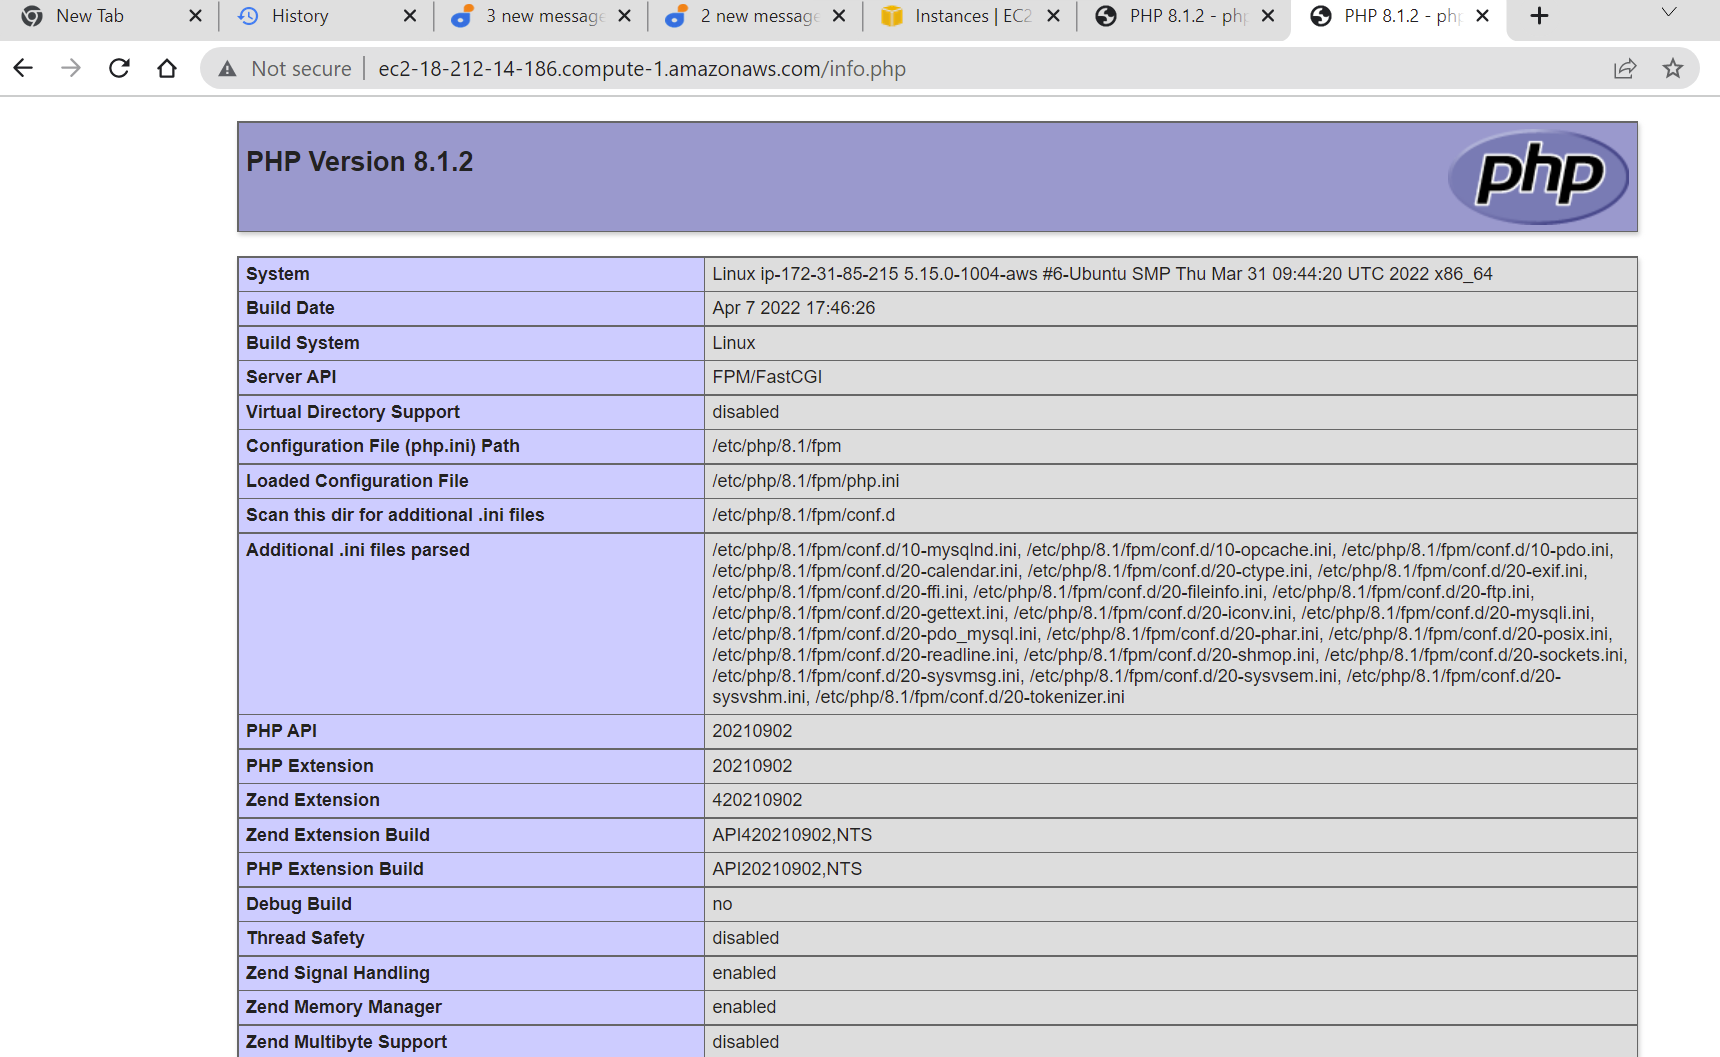 New Tab
History
3 new message
2 new message
Instances | EC2
PHP 8.1.2 - php
PHP 8.1.2 - php
Not secure
ec2-18-212-14-186.compute-1.amazonaws.com/info.php
PHP Version 8.1.2
php
System Linux ip-172-31-85-215 5.15.0-1004-aws #6-Ubuntu SMP Thu Mar 31 09:44:20 UTC 2022 x86_64
Build Date Apr 7 2022 17:46:26
Build System Linux
Server API FPM/FastCGI
Virtual Directory Support disabled
Configuration File (php.ini) Path /etc/php/8.1/fpm
Loaded Configuration File /etc/php/8.1/fpm/php.ini
Scan this dir for additional .ini files /etc/php/8.1/fpm/conf.d
Additional .ini files parsed /etc/php/8.1/fpm/conf.d/10-mysqlnd.ini, /etc/php/8.1/fpm/conf.d/10-opcache.ini, /etc/php/8.1/fpm/conf.d/10-pdo.ini,
/etc/php/8.1/fpm/conf.d/20-calendar.ini, /etc/php/8.1/fpm/conf.d/20-ctype.ini, /etc/php/8.1/fpm/conf.d/20-exif.ini,
/etc/php/8.1/fpm/conf.d/20-ffi.ini, /etc/php/8.1/fpm/conf.d/20-fileinfo.ini, /etc/php/8.1/fpm/conf.d/20-ftp.ini,
/etc/php/8.1/fpm/conf.d/20-gettext.ini, /etc/php/8.1/fpm/conf.d/20-iconv.ini, /etc/php/8.1/fpm/conf.d/20-mysqli.ini,
/etc/php/8.1/fpm/conf.d/20-pdo_mysql.ini, /etc/php/8.1/fpm/conf.d/20-phar.ini, /etc/php/8.1/fpm/conf.d/20-posix.ini,
/etc/php/8.1/fpm/conf.d/20-readline.ini, /etc/php/8.1/fpm/conf.d/20-shmop.ini, /etc/php/8.1/fpm/conf.d/20-sockets.ini,
/etc/php/8.1/fpm/conf.d/20-sysvmsg.ini, /etc/php/8.1/fpm/conf.d/20-sysvsem.ini, /etc/php/8.1/fpm/conf.d/20-
sysvshm.ini, /etc/php/8.1/fpm/conf.d/20-tokenizer.ini
PHP API 20210902
PHP Extension 20210902
Zend Extension 420210902
Zend Extension Build API420210902,NTS
PHP Extension Build API20210902,NTS
Debug Build no
Thread Safety disabled
Zend Signal Handling enabled
Zend Memory Manager enabled
Zend Multibyte Support disabled